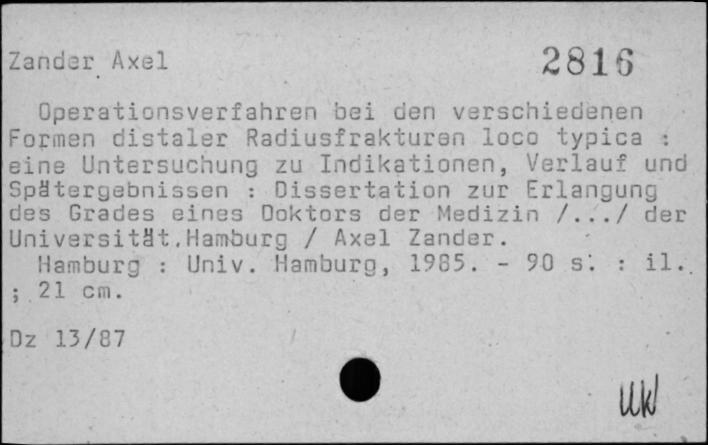 Zander Axel 2816
Operationsverfahren bei den verschiedenen
Formen distaler Radiusfrakturen loco typica :
eine Untersuchung zu Indikationen, Verlauf und
Spätergebnissen : Dissertation zur Erlangung
des Grades eines Doktors der Medizin /.../ der
Universität.Hamburg / Axel Zander.
Hamburg : Univ. Hamburg, 1985. - 90 s. : il.
; 21 cm.
Dz 13/87